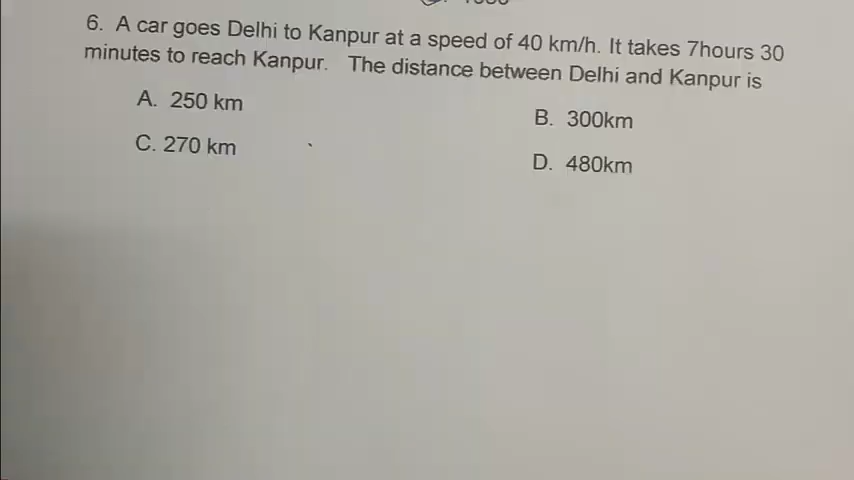 6. A car goes Delhi to Kanpur at a speed of 40 km/h. It takes 7hours 30
minutes to reach Kanpur. The distance between Delhi and Kanpur is
A. 250 km
B. 300km
C. 270 km
D. 480km